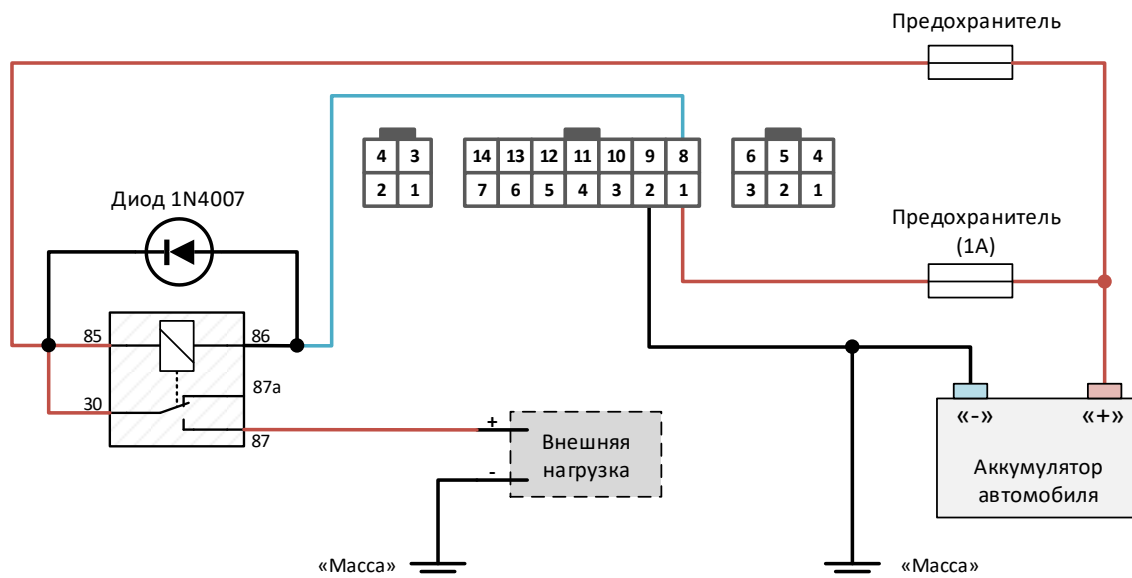 Предохранитель
4 3
2 1
14 13 12 11 10 9 8
7 6 5 4 3 2 1
6 5 4
3 2 1
Диод 1N4007
Предохранитель
(1А)
85
86
87a
30
87
+
-
Внешняя
нагрузка
«-»
«+»
Аккумулятор
автомобиля
«Масса»
«Масса»